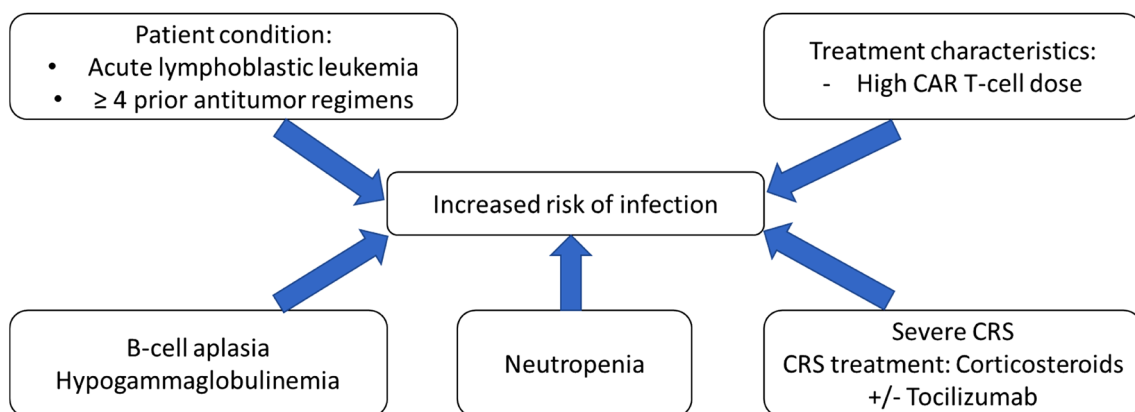 Patient condition:
• Acute lymphoblastic leukemia
• ≥ 4 prior antitumor regimens
Treatment characteristics:
- High CAR T-cell dose
Increased risk of infection
B-cell aplasia
Hypogammaglobulinemia
Neutropenia
Severe CRS
CRS treatment: Corticosteroids
+/- Tocilizumab